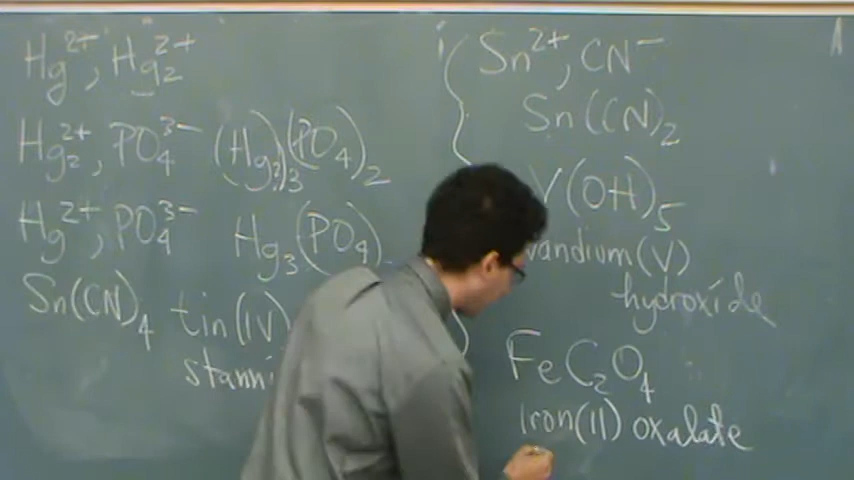 Hg²⁺, Hg₂²⁺
Hg₂²⁺, PO₄³⁻ (Hg₂)₃(PO₄)₂
Hg²⁺, PO₄³⁻ Hg₃(PO₄)
Sn(CN)₄ tin(IV)
stanni
Sn²⁺, CN⁻
Sn(CN)₂
V(OH)₅
vandium(V)
hydroxide
FeC₂O₄
iron(II) oxalate